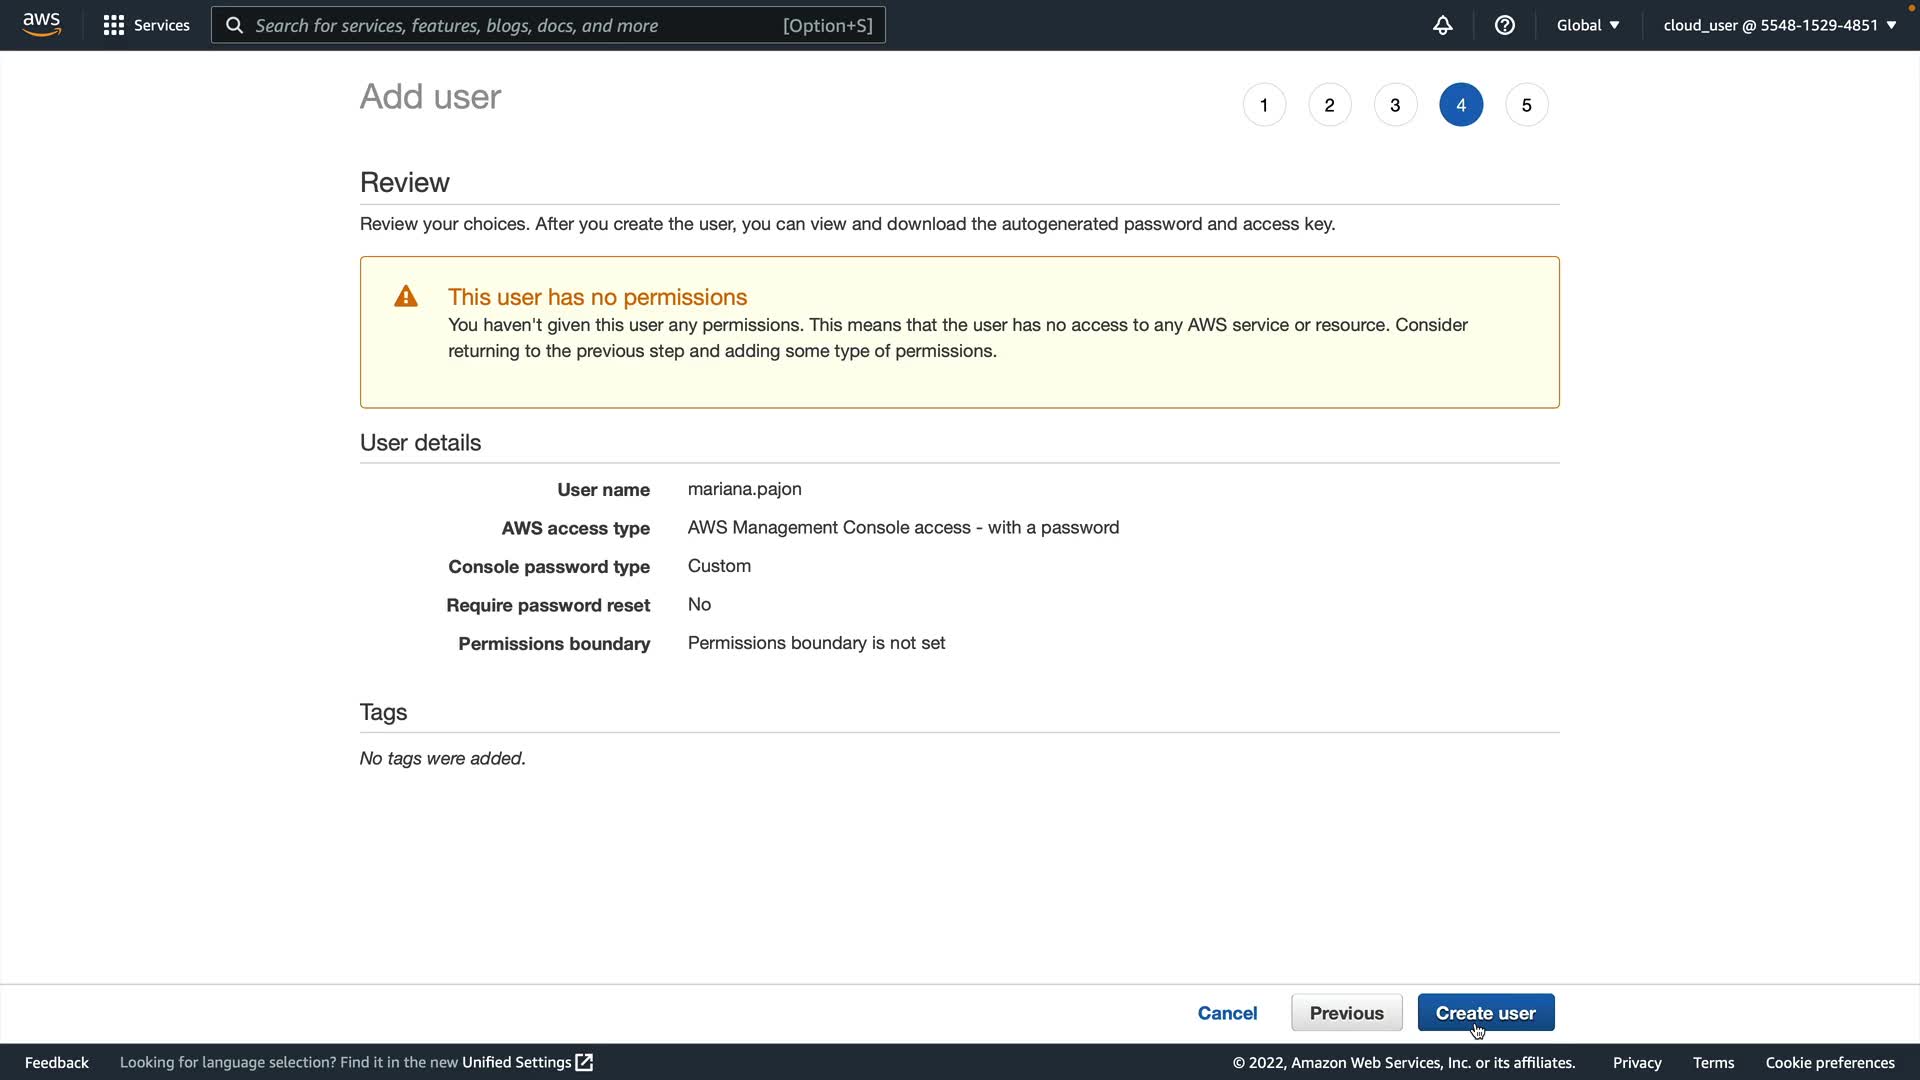 aws
Services
Search for services, features, blogs, docs, and more [Option+S]
Global
cloud_user @ 5548-1529-4851
Add user
1 2 3 4 5
Review
Review your choices. After you create the user, you can view and download the autogenerated password and access key.
This user has no permissions
You haven't given this user any permissions. This means that the user has no access to any AWS service or resource. Consider
returning to the previous step and adding some type of permissions.
User details
User name mariana.pajon
AWS access type AWS Management Console access - with a password
Console password type Custom
Require password reset No
Permissions boundary Permissions boundary is not set
Tags
No tags were added.
Cancel Previous Create user
Feedback Looking for language selection? Find it in the new Unified Settings © 2022, Amazon Web Services, Inc. or its affiliates. Privacy Terms Cookie preferences